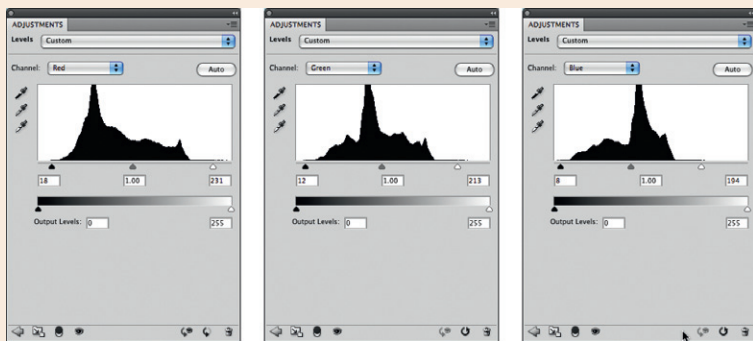 ADJUSTMENTS
Levels Custom
Channel: Red Auto
18 1.00 231
Output Levels: 0 255
ADJUSTMENTS
Levels Custom
Channel: Green Auto
12 1.00 213
Output Levels: 0 255
ADJUSTMENTS
Levels Custom
Channel: Blue Auto
8 1.00 194
Output Levels: 0 255